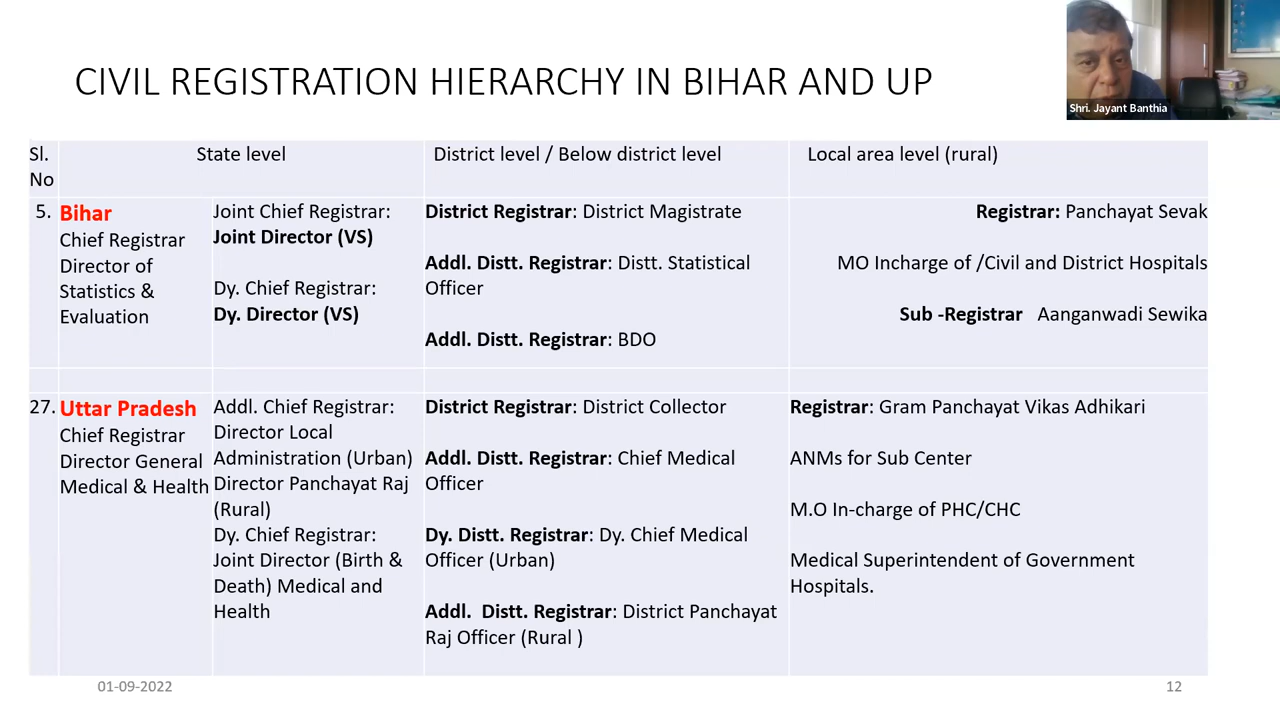 CIVIL REGISTRATION HIERARCHY IN BIHAR AND UP
Shri. Jayant Banthia
Sl.
No
State level
District level / Below district level
Local area level (rural)
5.
Bihar
Chief Registrar
Director of
Statistics &
Evaluation
Joint Chief Registrar:
Joint Director (VS)
Dy. Chief Registrar:
Dy. Director (VS)
District Registrar: District Magistrate
Addl. Distt. Registrar: Distt. Statistical
Officer
Addl. Distt. Registrar: BDO
Registrar: Panchayat Sevak
MO Incharge of /Civil and District Hospitals
Sub -Registrar Aanganwadi Sewika
27.
Uttar Pradesh
Chief Registrar
Director General
Medical & Health
Addl. Chief Registrar:
Director Local
Administration (Urban)
Director Panchayat Raj
(Rural)
Dy. Chief Registrar:
Joint Director (Birth &
Death) Medical and
Health
District Registrar: District Collector
Addl. Distt. Registrar: Chief Medical
Officer
Dy. Distt. Registrar: Dy. Chief Medical
Officer (Urban)
Addl. Distt. Registrar: District Panchayat
Raj Officer (Rural )
Registrar: Gram Panchayat Vikas Adhikari
ANMs for Sub Center
M.O In-charge of PHC/CHC
Medical Superintendent of Government
Hospitals.
01-09-2022
12